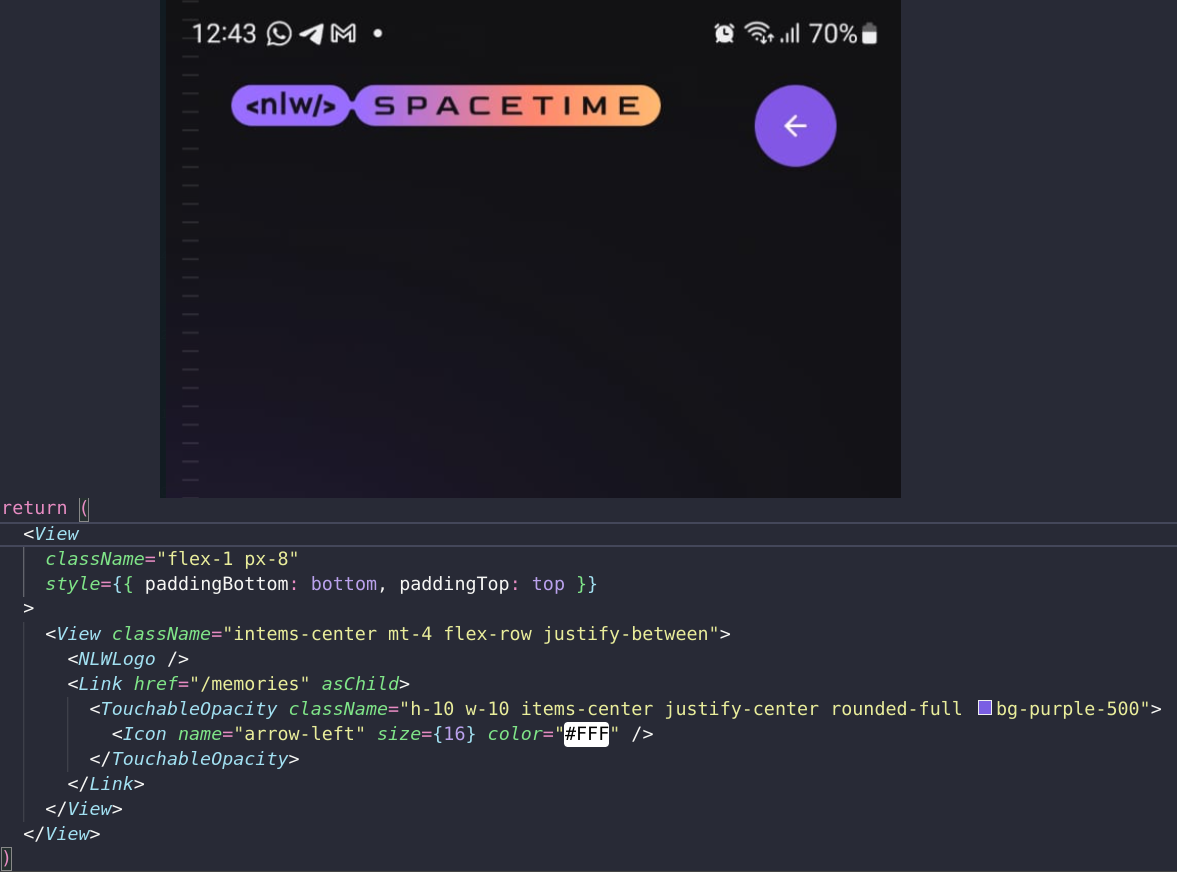 12:43 70%
<nlw/> SPACETIME
return (
<View
className="flex-1 px-8"
style={{ paddingBottom: bottom, paddingTop: top }}
>
<View className="intems-center mt-4 flex-row justify-between">
<NLWLogo />
<Link href="/memories" asChild>
<TouchableOpacity className="h-10 w-10 items-center justify-center rounded-full bg-purple-500">
<Icon name="arrow-left" size={16} color="#FFF" />
</TouchableOpacity>
</Link>
</View>
</View>
)